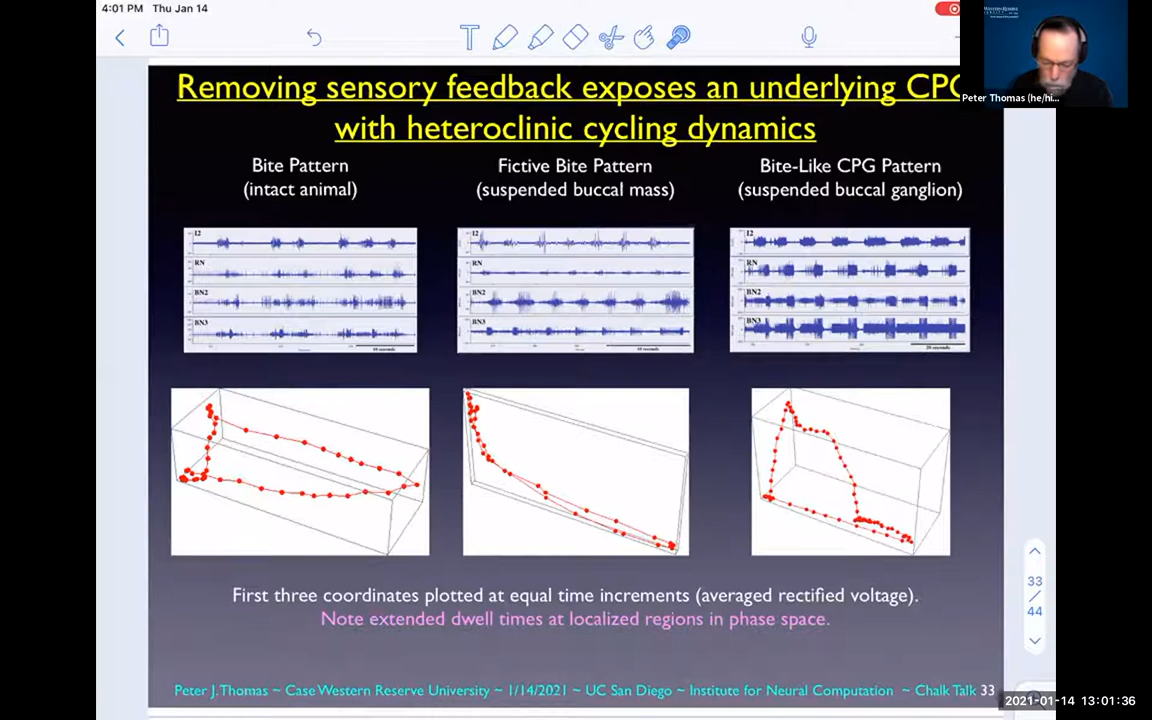 4:01 PM Thu Jan 14
Peter Thomas (he/hi...
Removing sensory feedback exposes an underlying CPG
with heteroclinic cycling dynamics
Bite Pattern
(intact animal)
Fictive Bite Pattern
(suspended buccal mass)
Bite-Like CPG Pattern
(suspended buccal ganglion)
I2
RN
BN2
BN3
I2
RN
BN2
BN3
I2
RN
BN2
BN3
First three coordinates plotted at equal time increments (averaged rectified voltage).
Note extended dwell times at localized regions in phase space.
33
/
44
Peter J. Thomas ~ Case Western Reserve University ~ 1/14/2021 ~ UC San Diego ~ Institute for Neural Computation ~ Chalk Talk 33
2021-01-14 13:01:36